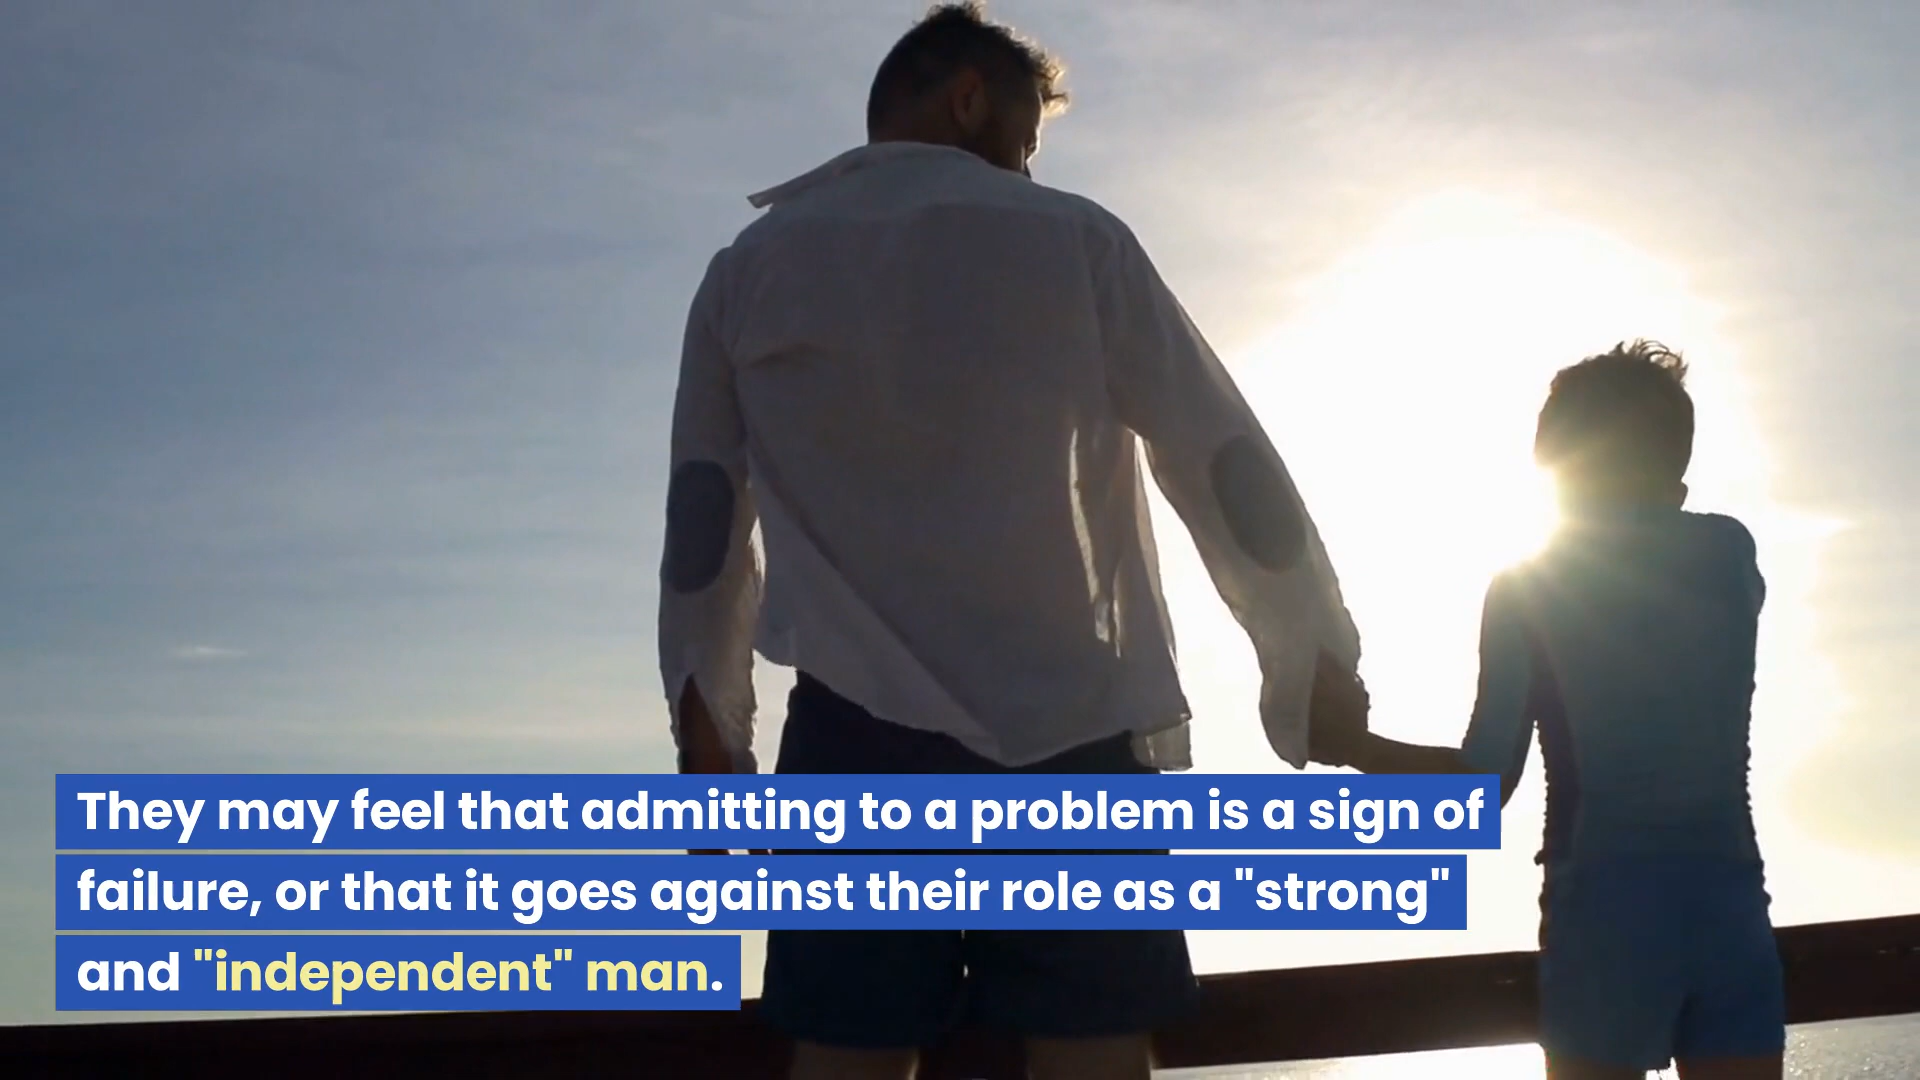 They may feel that admitting to a problem is a sign of
failure, or that it goes against their role as a "strong"
and "independent" man.